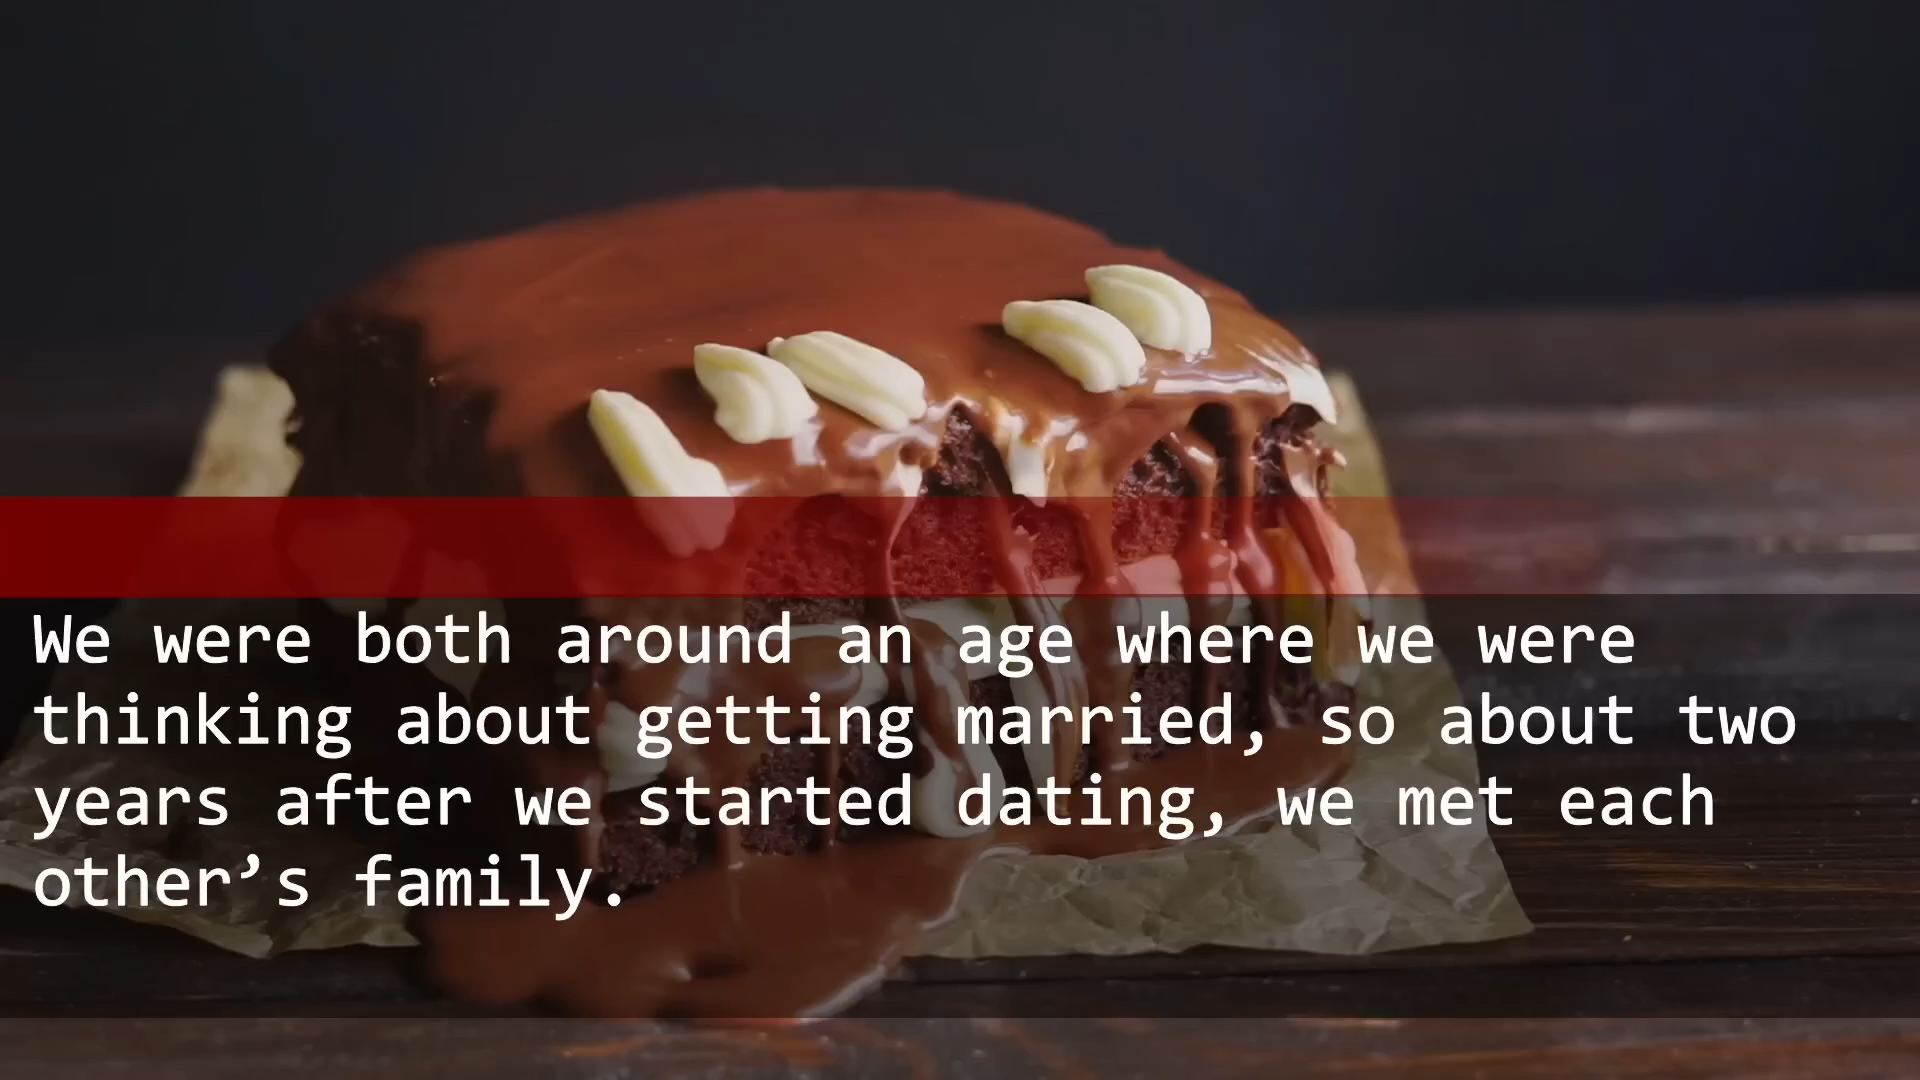 We were both around an age where we were
thinking about getting married, so about two
years after we started dating, we met each
other’s family.